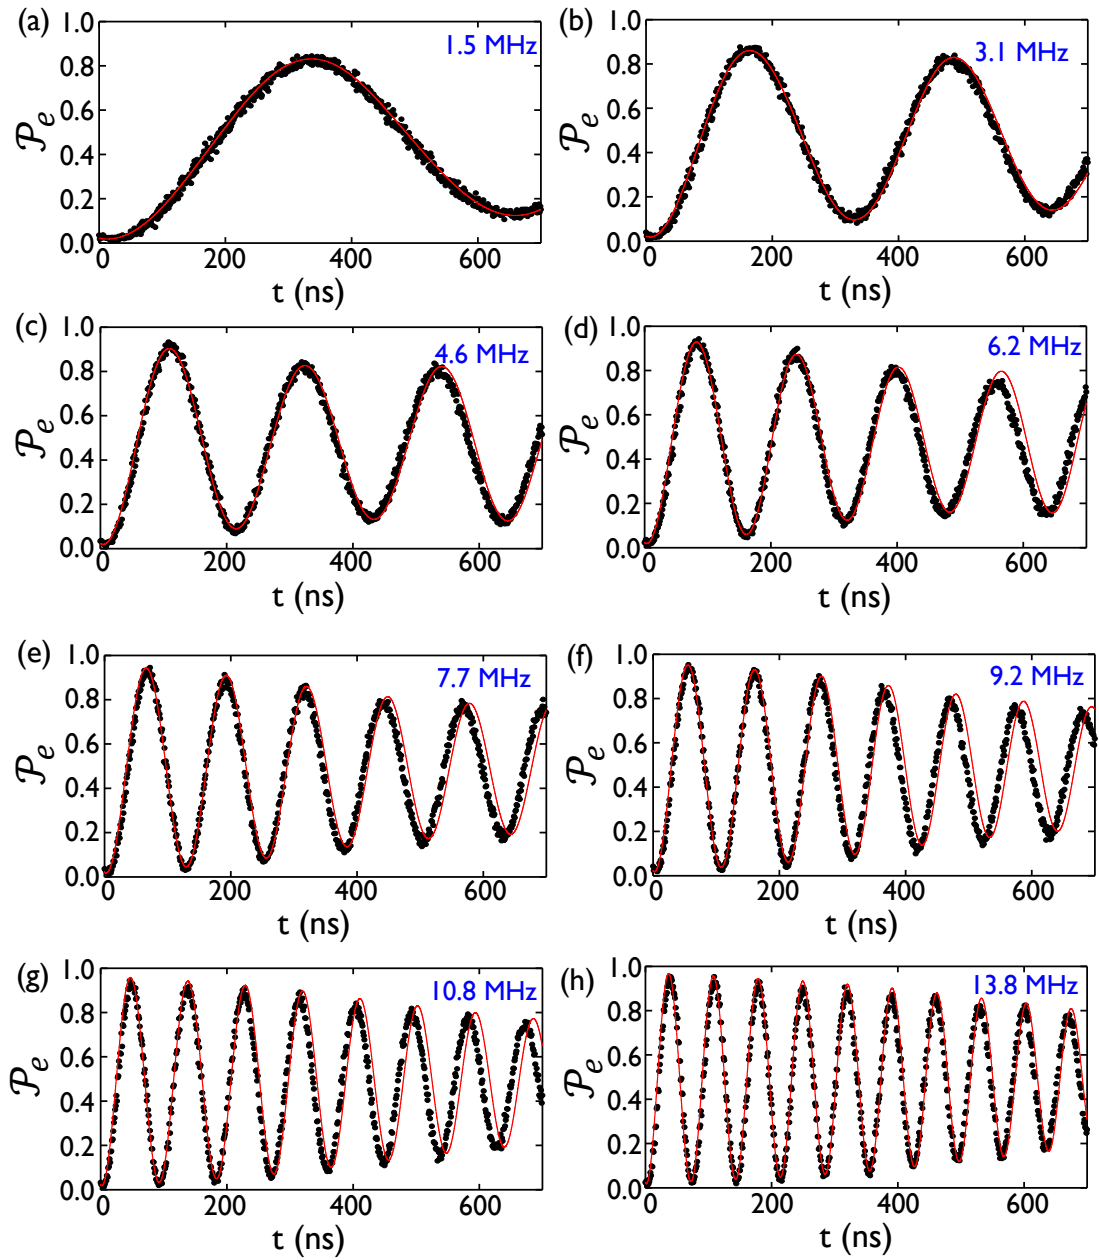 (a) 1.5 MHz
1.0
0.8
0.6
0.4
0.2
0.0
𝒫e
0 200 400 600
t (ns)
(b) 3.1 MHz
1.0
0.8
0.6
0.4
0.2
0.0
𝒫e
0 200 400 600
t (ns)
(c) 4.6 MHz
1.0
0.8
0.6
0.4
0.2
0.0
𝒫e
0 200 400 600
t (ns)
(d) 6.2 MHz
1.0
0.8
0.6
0.4
0.2
0.0
𝒫e
0 200 400 600
t (ns)
(e) 7.7 MHz
1.0
0.8
0.6
0.4
0.2
0.0
𝒫e
0 200 400 600
t (ns)
(f) 9.2 MHz
1.0
0.8
0.6
0.4
0.2
0.0
𝒫e
0 200 400 600
t (ns)
(g) 10.8 MHz
1.0
0.8
0.6
0.4
0.2
0.0
𝒫e
0 200 400 600
t (ns)
(h) 13.8 MHz
1.0
0.8
0.6
0.4
0.2
0.0
𝒫e
0 200 400 600
t (ns)